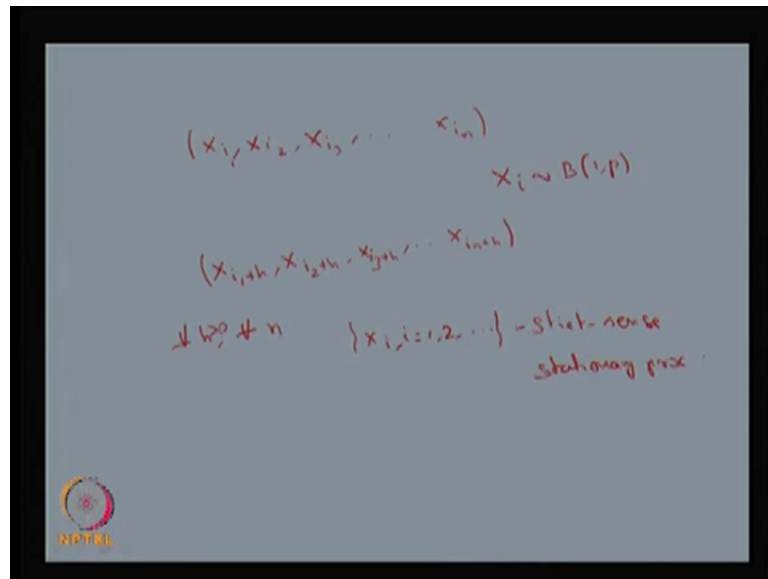 (x_{i_1}, x_{i_2}, x_{i_3}, ... x_{i_n})
x_i ~ B(1, p)
(x_{i_1+h}, x_{i_2+h}, x_{i_3+h}, ... x_{i_n+h})
∀ h>0, ∀ n {x_i, i=1,2,...} - strict-sense
stationary proc
NPTEL